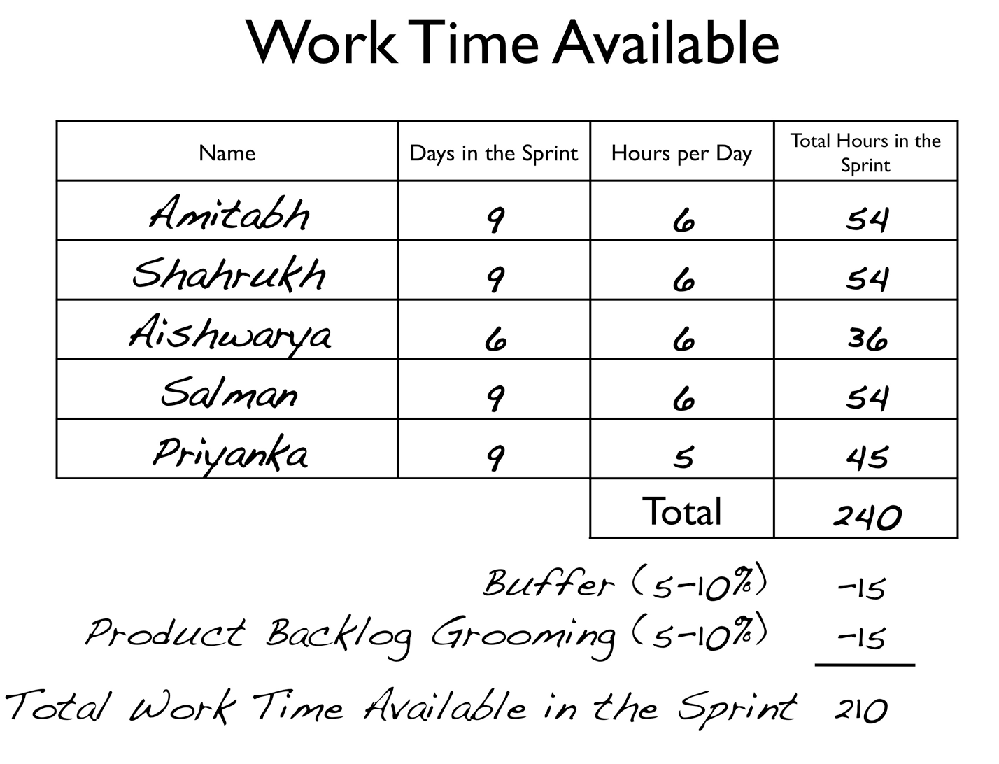 Work Time Available
Name Days in the Sprint Hours per Day Total Hours in the
Sprint
Amitabh 9 6 54
Shahrukh 9 6 54
Aishwarya 6 6 36
Salman 9 6 54
Priyanka 9 5 45
Total 240
Buffer (5-10%) -15
Product Backlog Grooming (5-10%) -15
Total Work Time Available in the Sprint 210